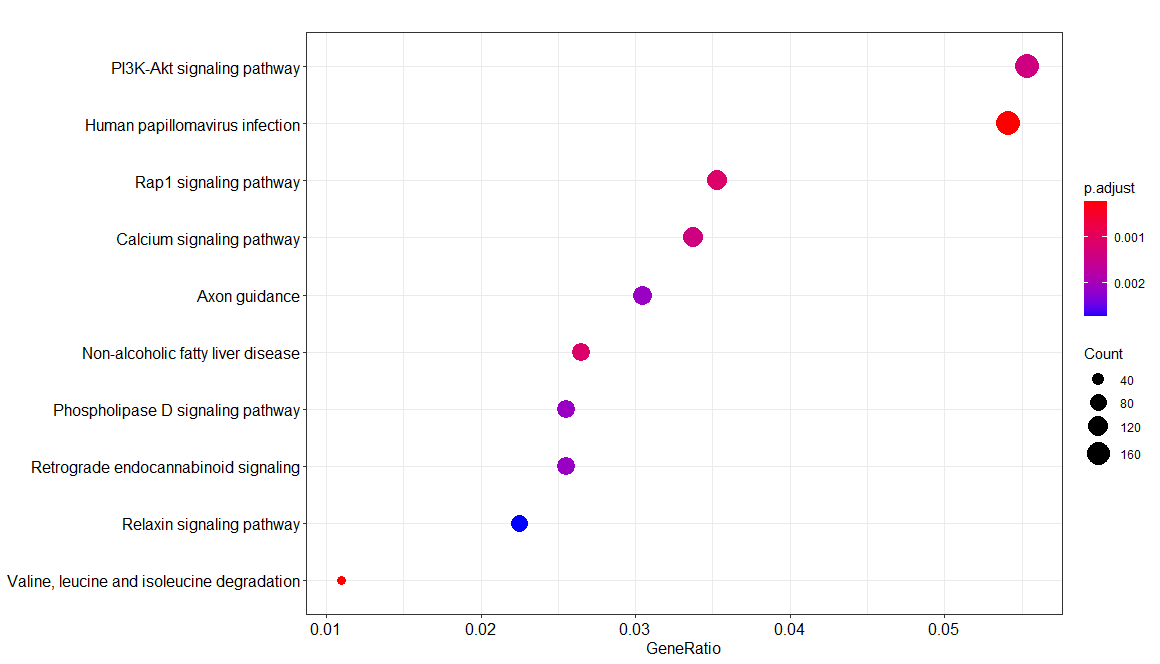 PI3K-Akt signaling pathway
Human papillomavirus infection
Rap1 signaling pathway
Calcium signaling pathway
Axon guidance
Non-alcoholic fatty liver disease
Phospholipase D signaling pathway
Retrograde endocannabinoid signaling
Relaxin signaling pathway
Valine, leucine and isoleucine degradation
0.01 0.02 0.03 0.04 0.05
GeneRatio
p.adjust
0.001
0.002
Count
40
80
120
160